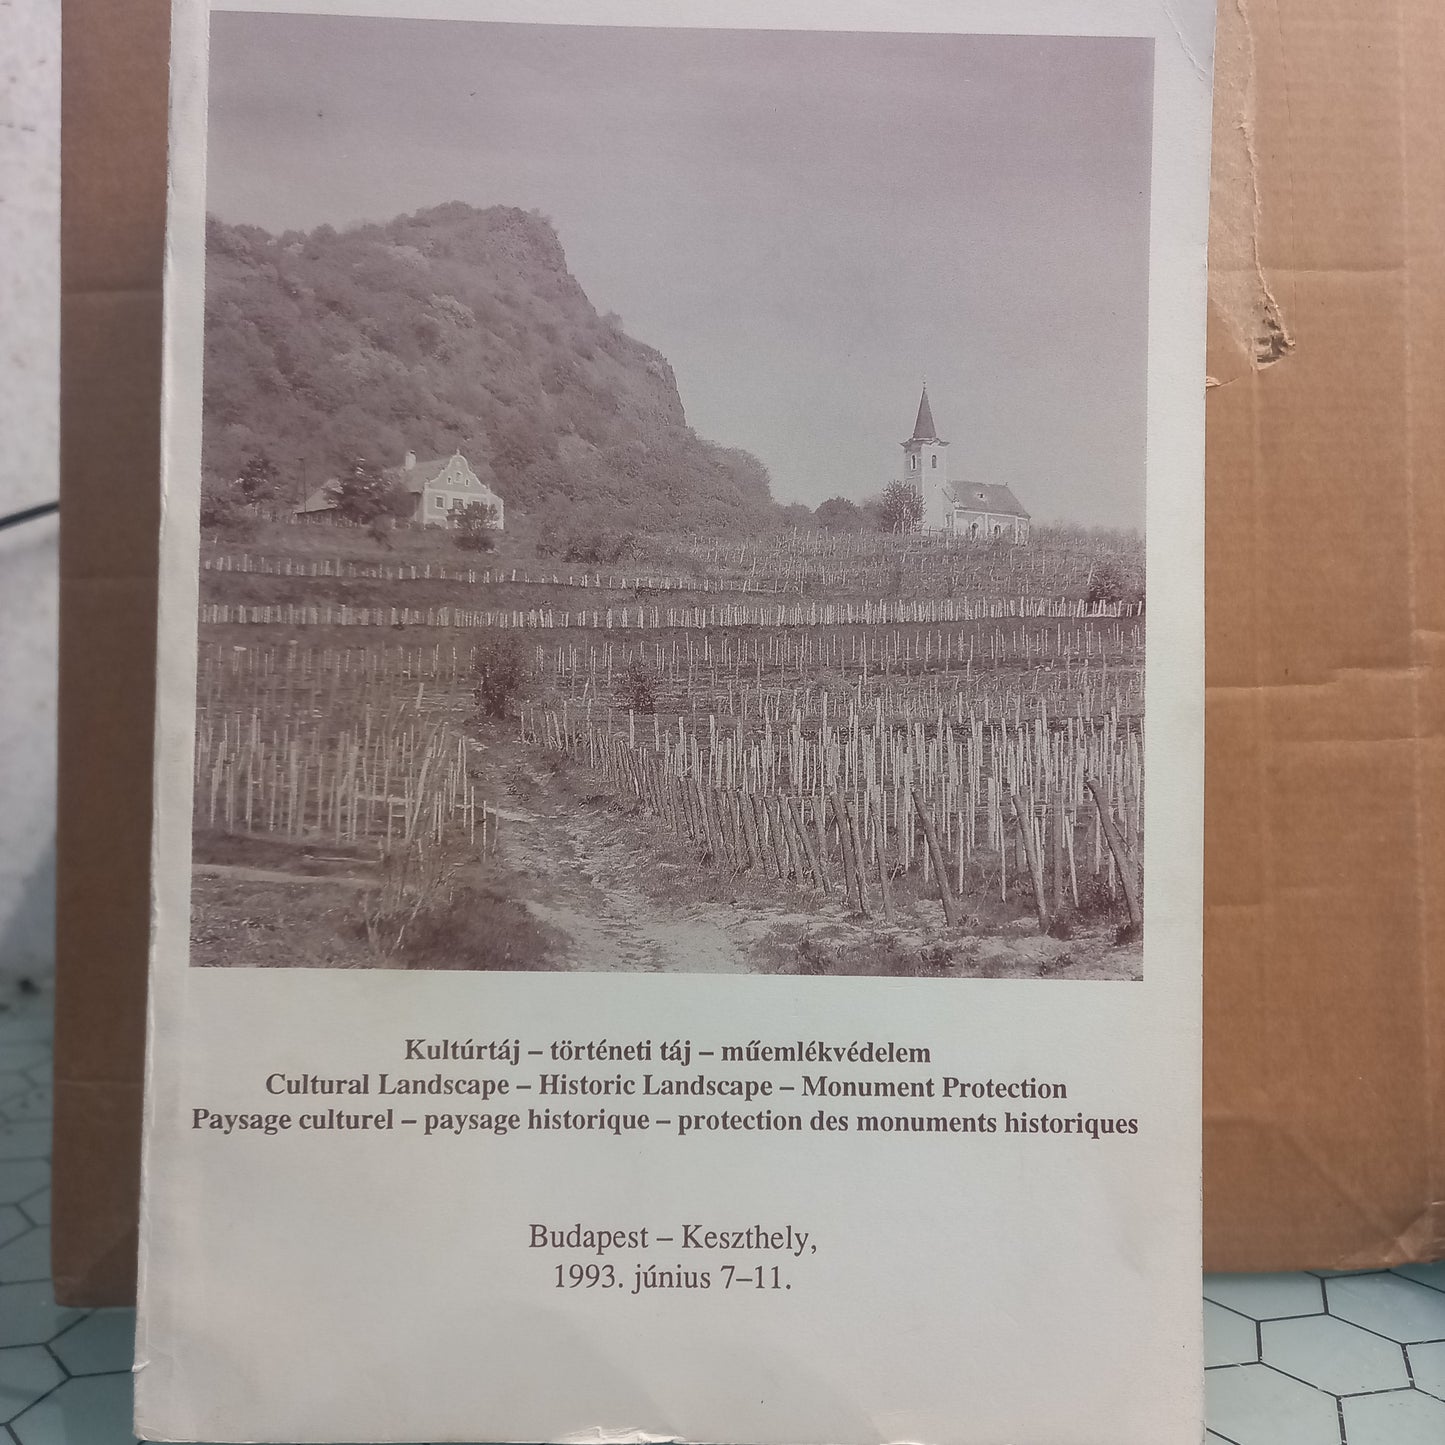 Kultúrtáj – történeti táj – műemlékvédelem
Cultural Landscape – Historic Landscape – Monument Protection
Paysage culturel – paysage historique – protection des monuments historiques
Budapest – Keszthely,
1993. június 7–11.